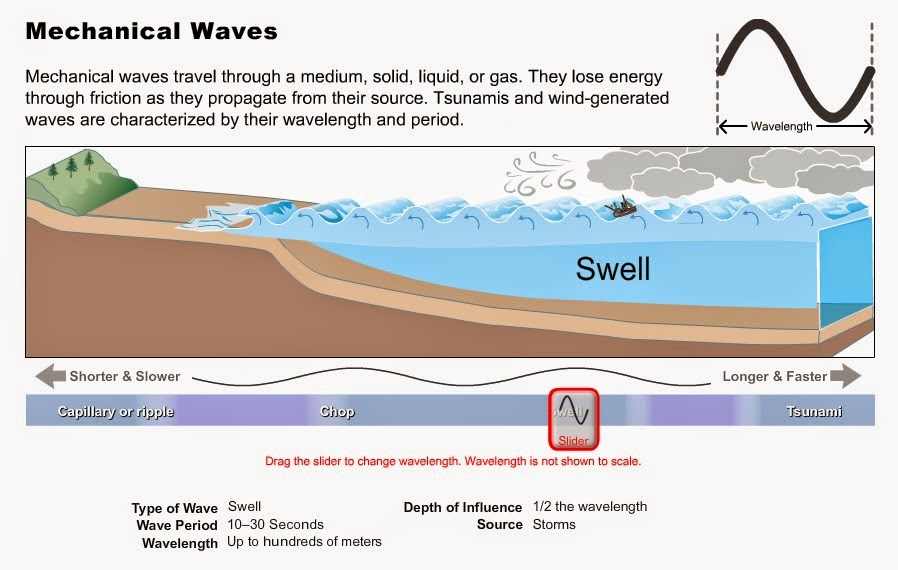 Mechanical Waves
Mechanical waves travel through a medium, solid, liquid, or gas. They lose energy
through friction as they propagate from their source. Tsunamis and wind-generated
waves are characterized by their wavelength and period.
Wavelength
Swell
Shorter & Slower
Longer & Faster
Capillary or ripple
Chop
Swell
Tsunami
Slider
Drag the slider to change wavelength. Wavelength is not shown to scale.
Type of Wave Swell
Wave Period 10–30 Seconds
Wavelength Up to hundreds of meters
Depth of Influence 1/2 the wavelength
Source Storms